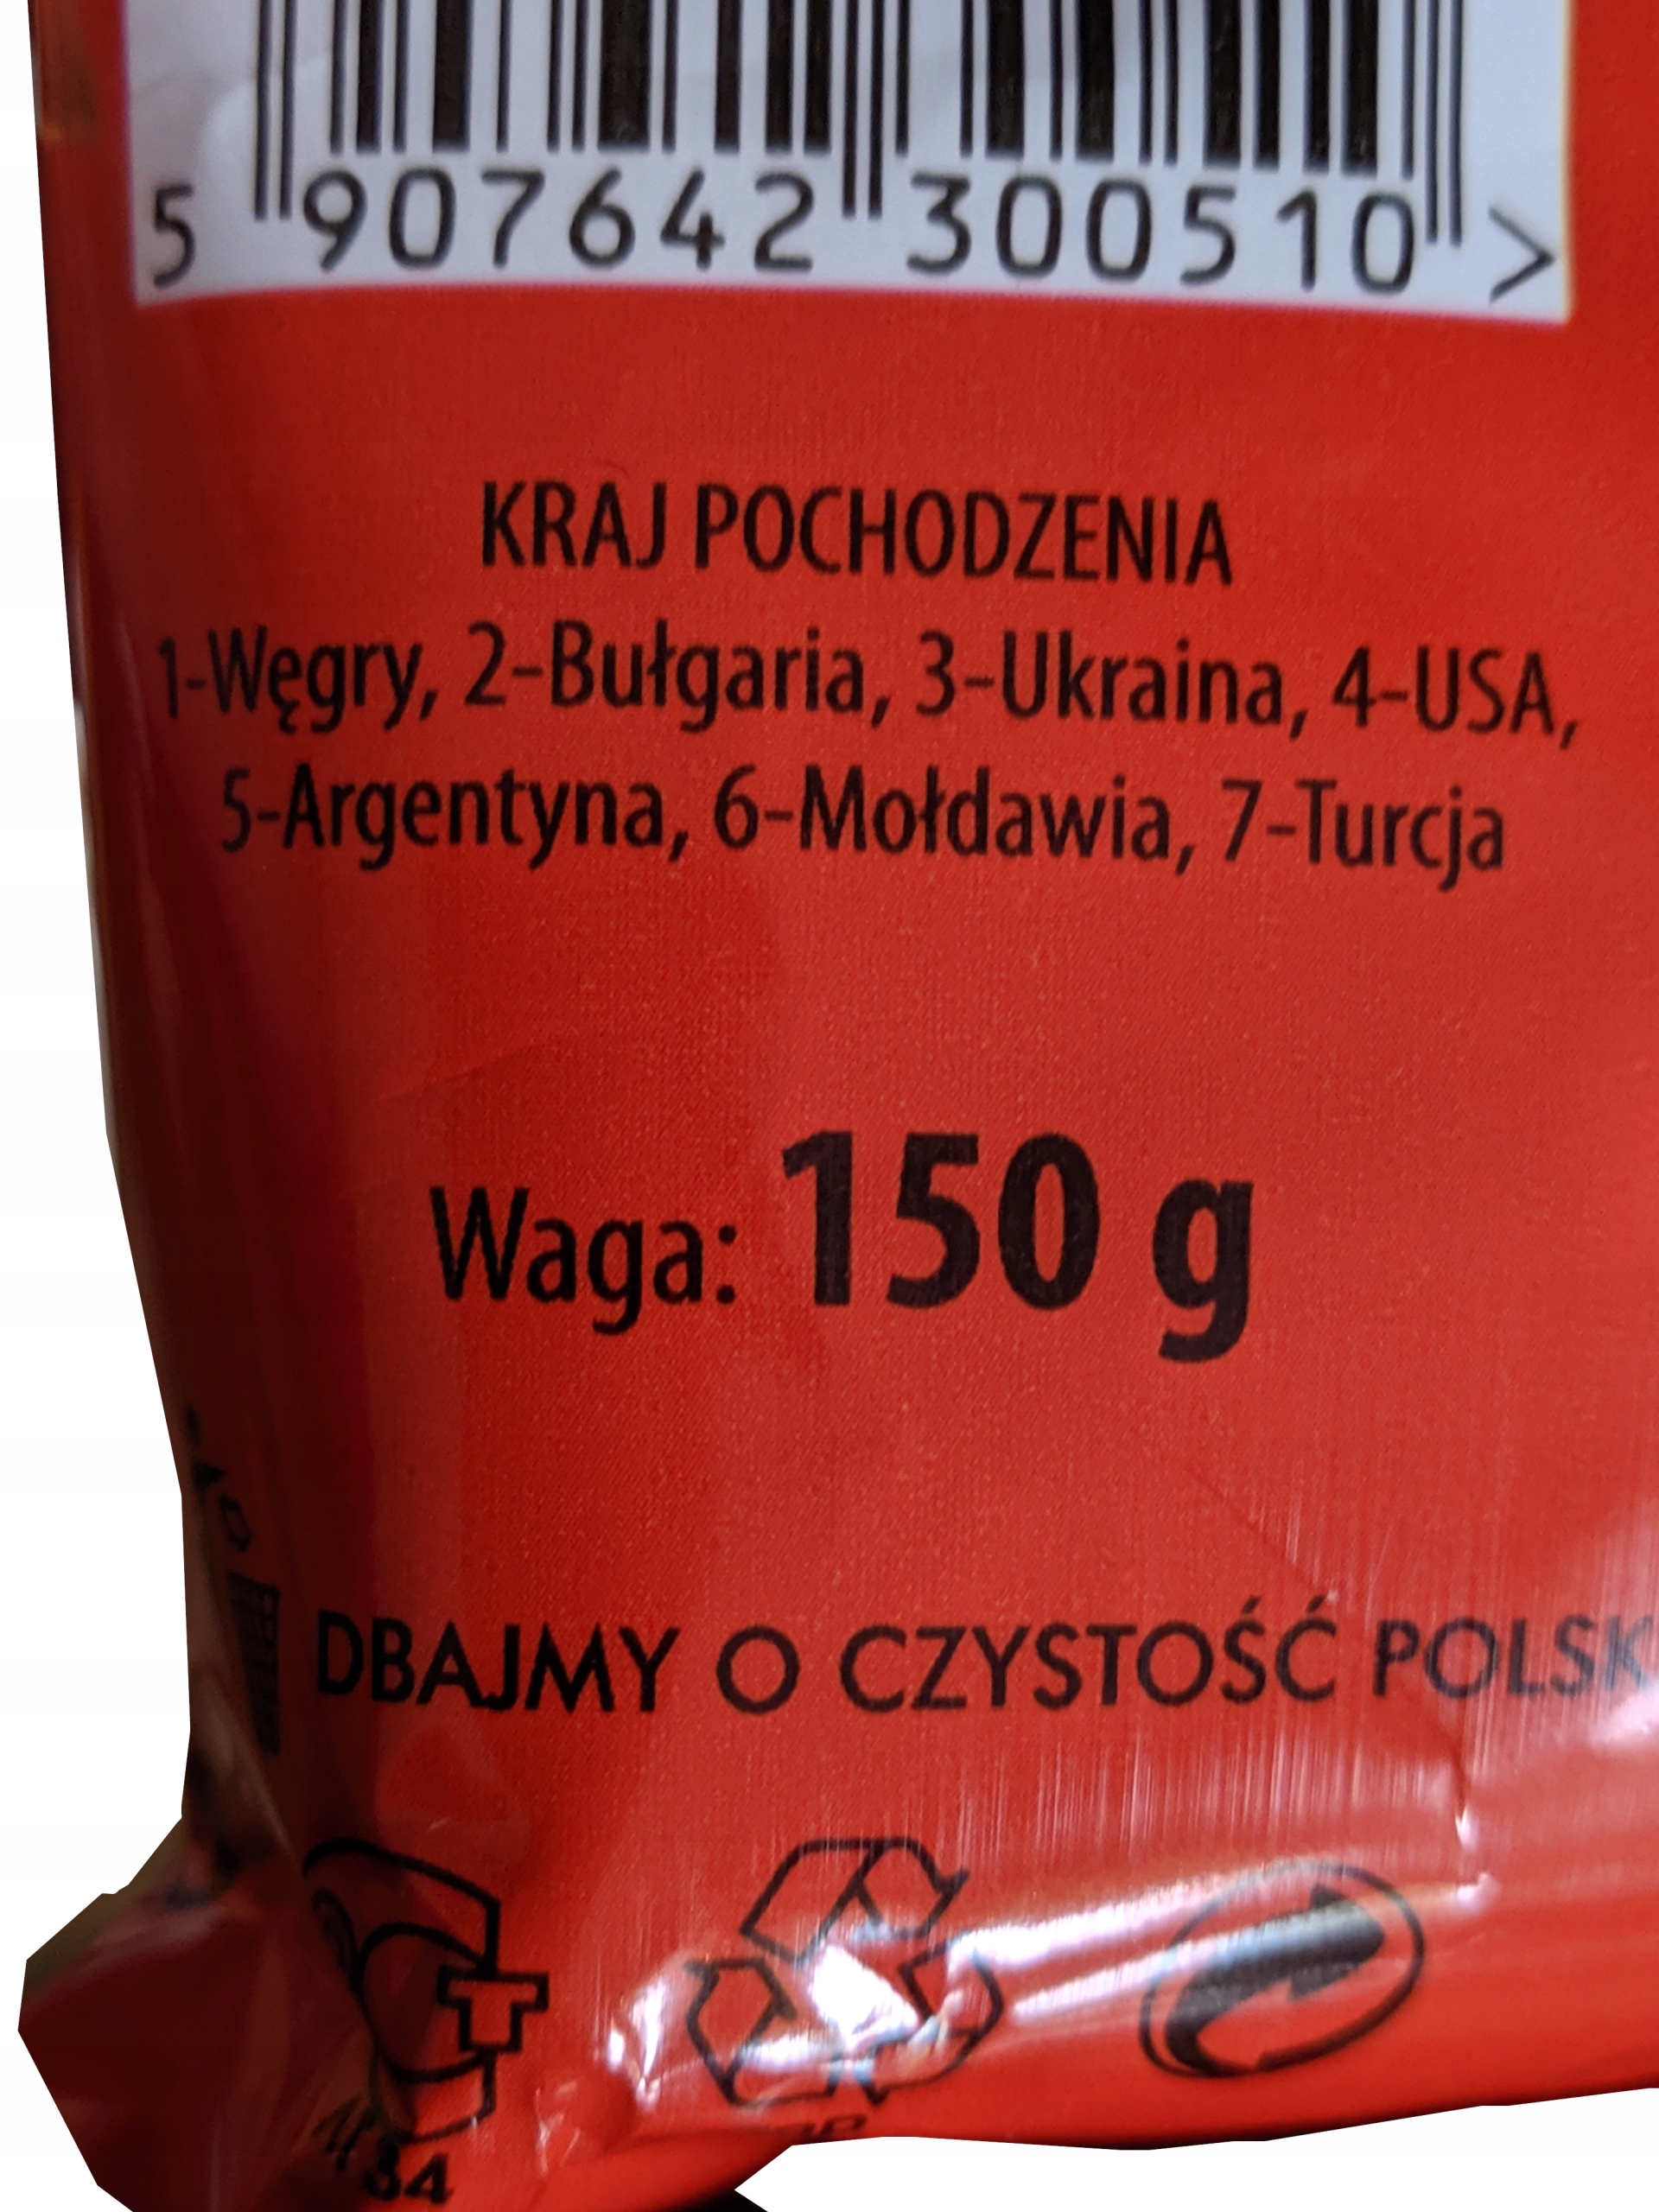 5 907642 300510 >
KRAJ POCHODZENIA
1-Węgry, 2-Bułgaria, 3-Ukraina, 4-USA,
5-Argentyna, 6-Mołdawia, 7-Turcja
Waga: 150 g
DBAJMY O CZYSTOŚĆ POLSK